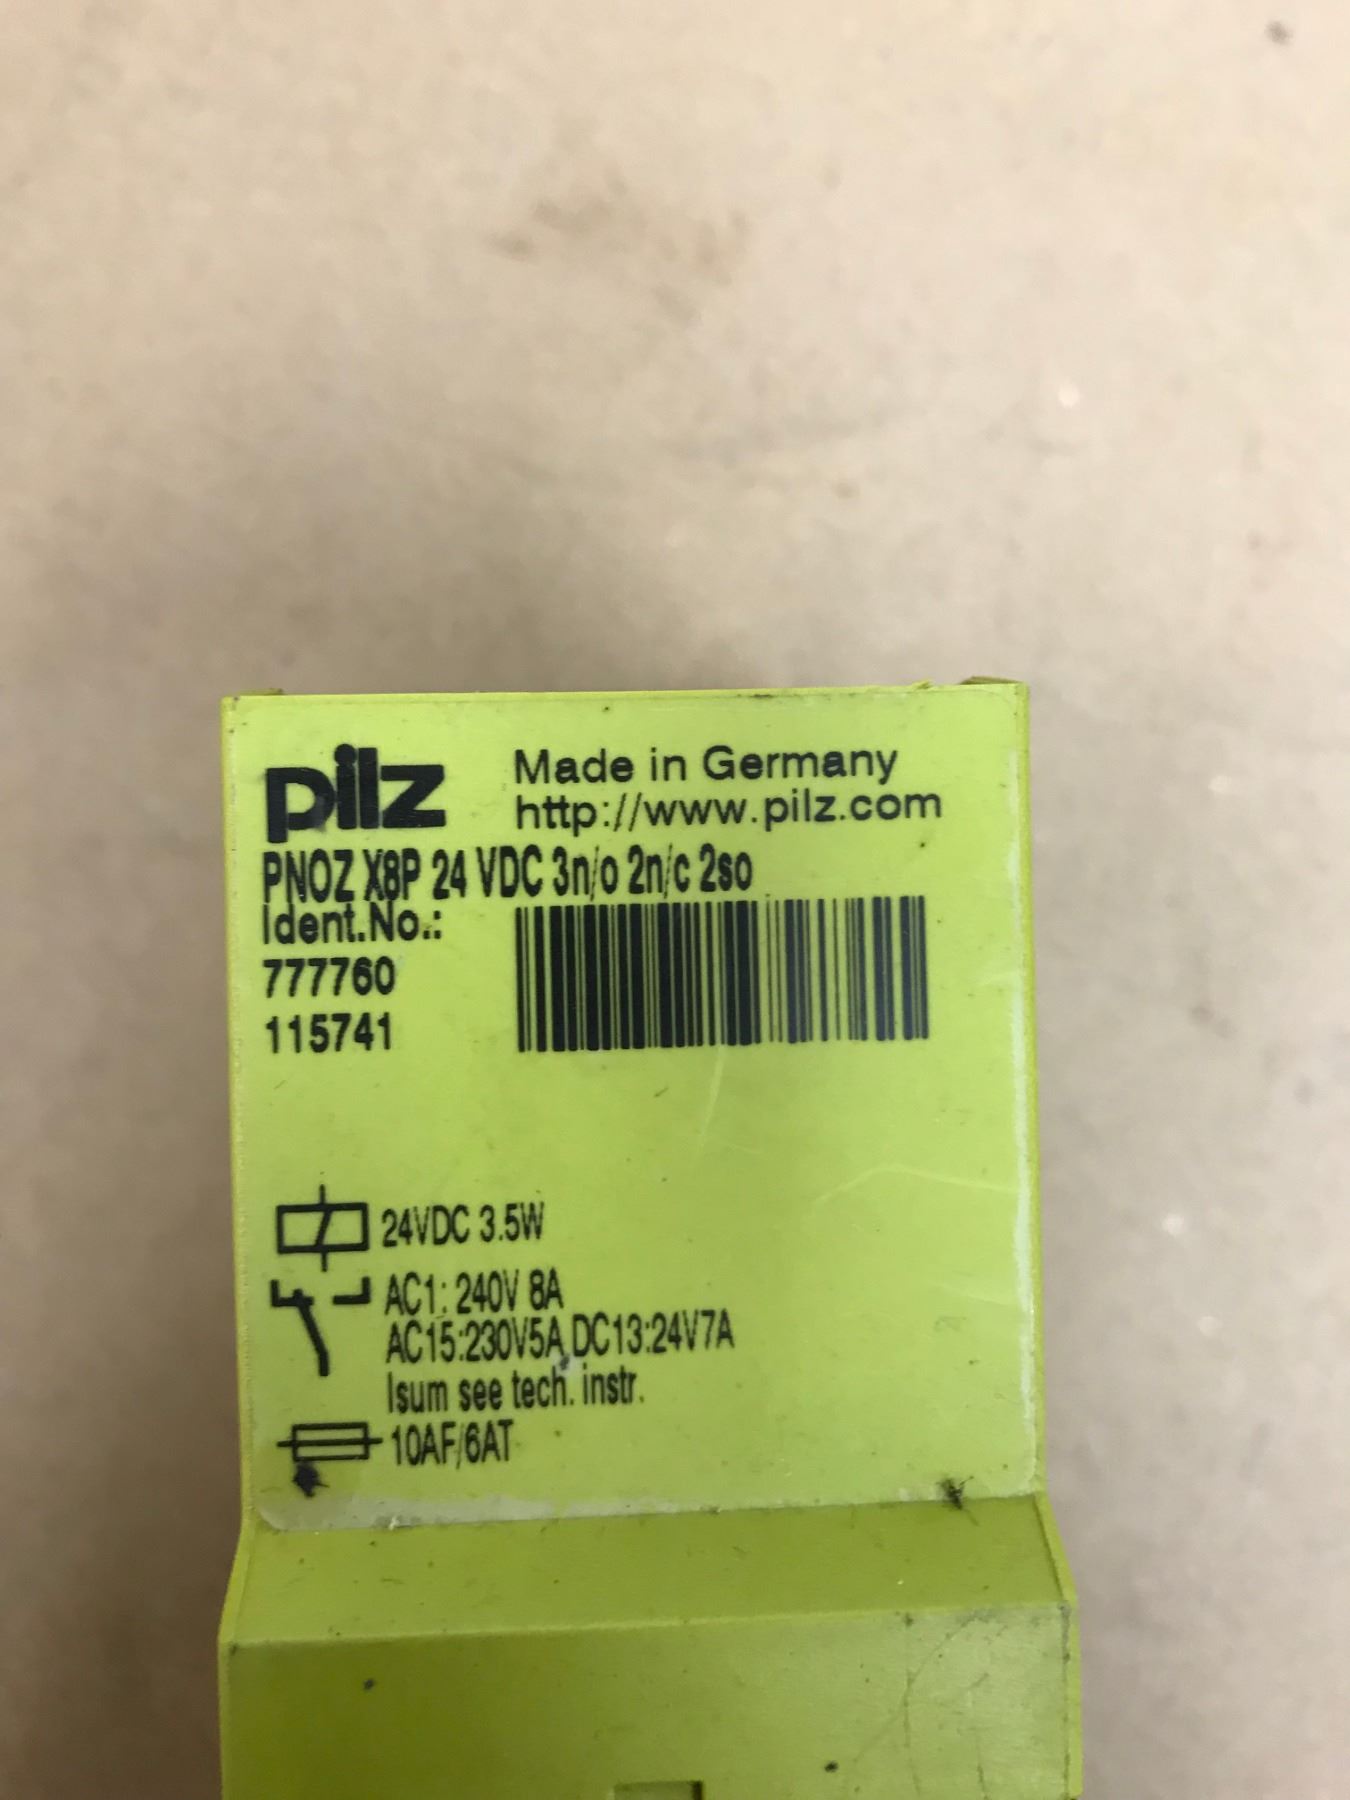 pilz
Made in Germany
http://www.pilz.com
PNOZ X8P 24 VDC 3n/o 2n/c 2so
Ident.No.:
777760
115741
24VDC 3.5W
AC1: 240V 8A
AC15:230V5A DC13:24V7A
Isum see tech. instr.
10AF/6AT